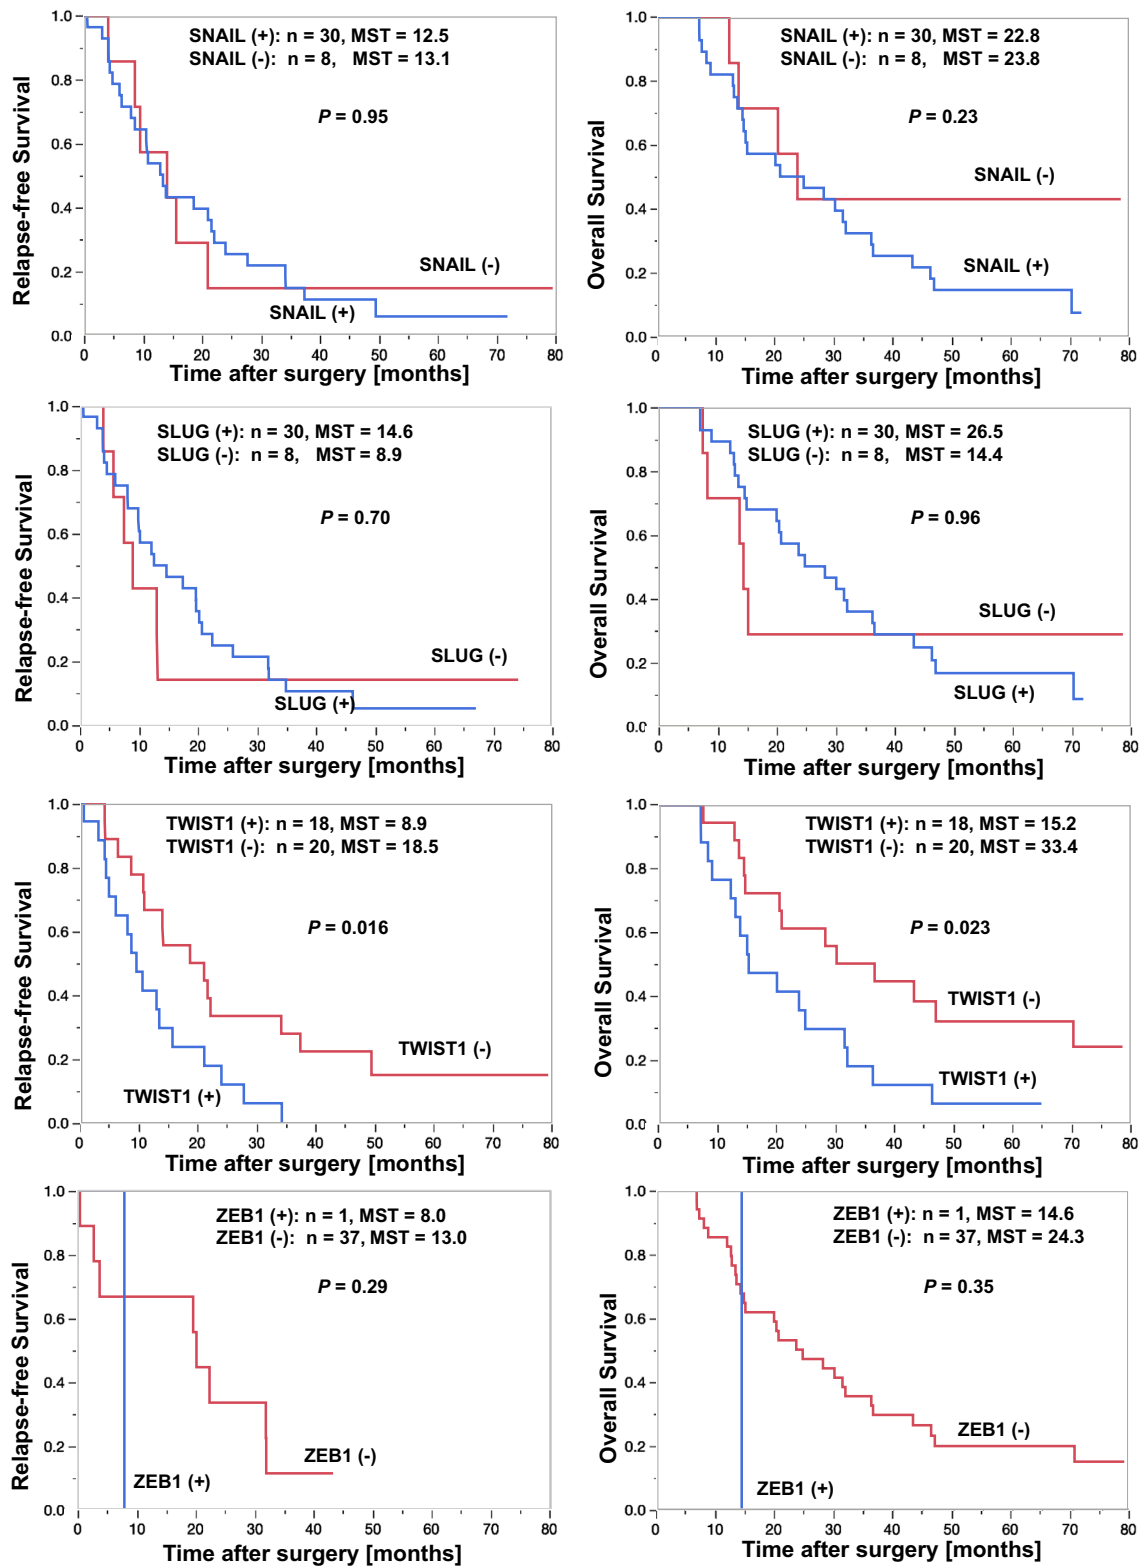 SNAIL (+): n = 30, MST = 12.5
SNAIL (-): n = 8, MST = 13.1
P = 0.95
SNAIL (-)
SNAIL (+)
Relapse-free Survival
1.0
0.8
0.6
0.4
0.2
0.0
0 10 20 30 40 50 60 70 80
Time after surgery [months]
SNAIL (+): n = 30, MST = 22.8
SNAIL (-): n = 8, MST = 23.8
P = 0.23
SNAIL (-)
SNAIL (+)
Overall Survival
1.0
0.8
0.6
0.4
0.2
0.0
0 10 20 30 40 50 60 70 80
Time after surgery [months]
SLUG (+): n = 30, MST = 14.6
SLUG (-): n = 8, MST = 8.9
P = 0.70
SLUG (-)
SLUG (+)
Relapse-free Survival
1.0
0.8
0.6
0.4
0.2
0.0
0 10 20 30 40 50 60 70 80
Time after surgery [months]
SLUG (+): n = 30, MST = 26.5
SLUG (-): n = 8, MST = 14.4
P = 0.96
SLUG (-)
SLUG (+)
Overall Survival
1.0
0.8
0.6
0.4
0.2
0.0
0 10 20 30 40 50 60 70 80
Time after surgery [months]
TWIST1 (+): n = 18, MST = 8.9
TWIST1 (-): n = 20, MST = 18.5
P = 0.016
TWIST1 (-)
TWIST1 (+)
Relapse-free Survival
1.0
0.8
0.6
0.4
0.2
0.0
0 10 20 30 40 50 60 70 80
Time after surgery [months]
TWIST1 (+): n = 18, MST = 15.2
TWIST1 (-): n = 20, MST = 33.4
P = 0.023
TWIST1 (-)
TWIST1 (+)
Overall Survival
1.0
0.8
0.6
0.4
0.2
0.0
0 10 20 30 40 50 60 70 80
Time after surgery [months]
ZEB1 (+): n = 1, MST = 8.0
ZEB1 (-): n = 37, MST = 13.0
P = 0.29
ZEB1 (-)
ZEB1 (+)
Relapse-free Survival
1.0
0.8
0.6
0.4
0.2
0.0
0 10 20 30 40 50 60 70 80
Time after surgery [months]
ZEB1 (+): n = 1, MST = 14.6
ZEB1 (-): n = 37, MST = 24.3
P = 0.35
ZEB1 (-)
ZEB1 (+)
Overall Survival
1.0
0.8
0.6
0.4
0.2
0.0
0 10 20 30 40 50 60 70 80
Time after surgery [months]